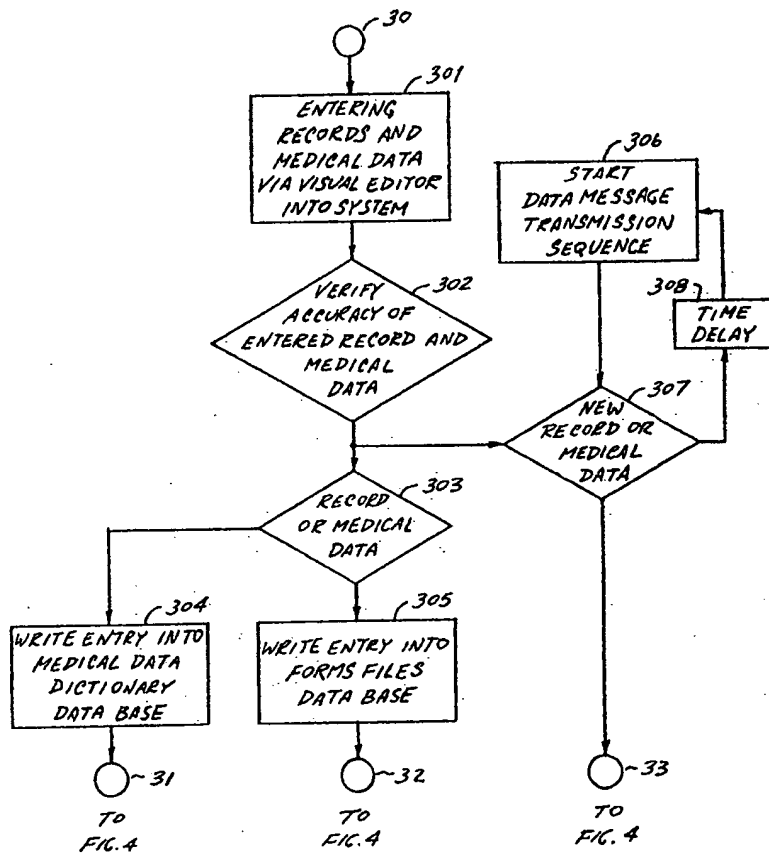 30
301
ENTERING
RECORDS AND
MEDICAL DATA
VIA VISUAL EDITOR
INTO SYSTEM
302
VERIFY
ACCURACY OF
ENTERED RECORD AND
MEDICAL
DATA
306
START
DATA MESSAGE
TRANSMISSION
SEQUENCE
308
TIME
DELAY
307
NEW
RECORD OR
MEDICAL
DATA
303
RECORD
OR MEDICAL
DATA
304
WRITE ENTRY INTO
MEDICAL DATA
DICTIONARY
DATA BASE
305
WRITE ENTRY INTO
FORMS FILES
DATA BASE
31
TO
FIG. 4
32
TO
FIG. 4
33
TO
FIG. 4